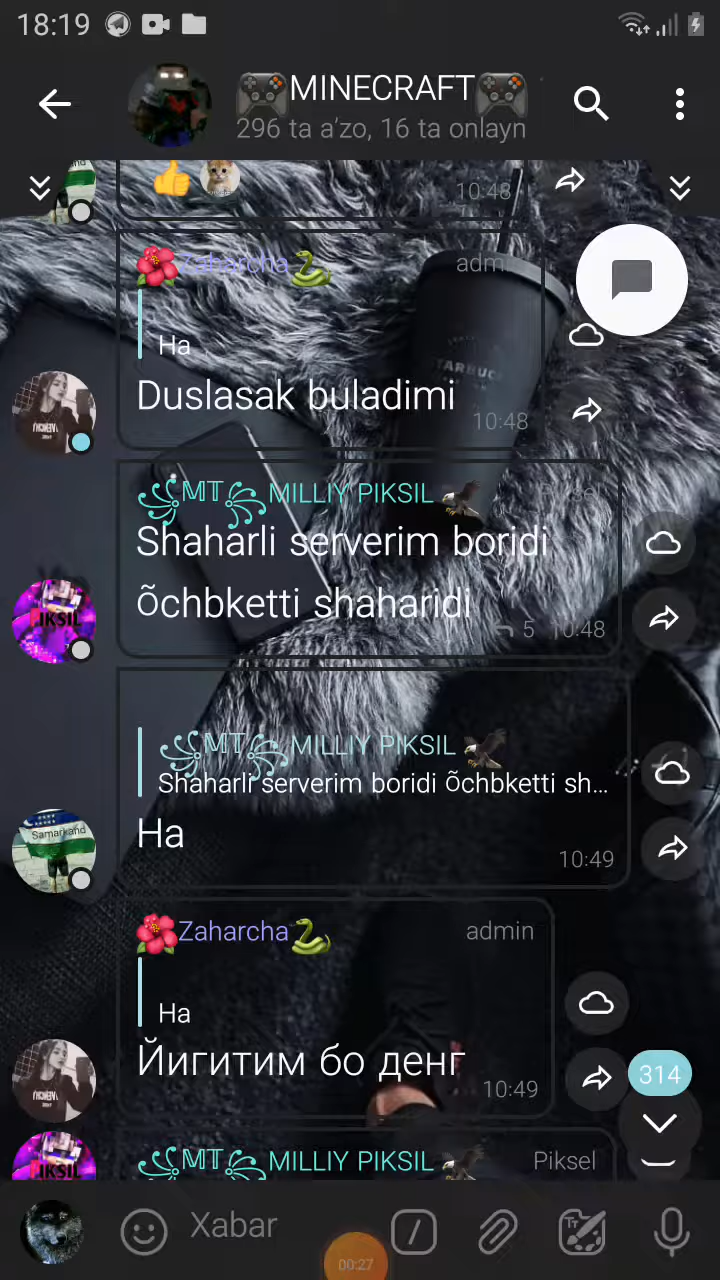 18:19
MINECRAFT
296 ta a'zo, 16 ta onlayn
10:48
Zaharcha
admin
Ha
Duslasak buladimi
10:48
MT MILLIY PIKSIL
Piksel
Shaharli serverim boridi
õchbketti shaharidi
5 10:48
MT MILLIY PIKSIL
Shaharli serverim boridi õchbketti sh...
Samarkand
Ha
10:49
Zaharcha
admin
Ha
Йигитим бо денг
10:49
314
MT MILLIY PIKSIL
Piksel
Xabar
00:27